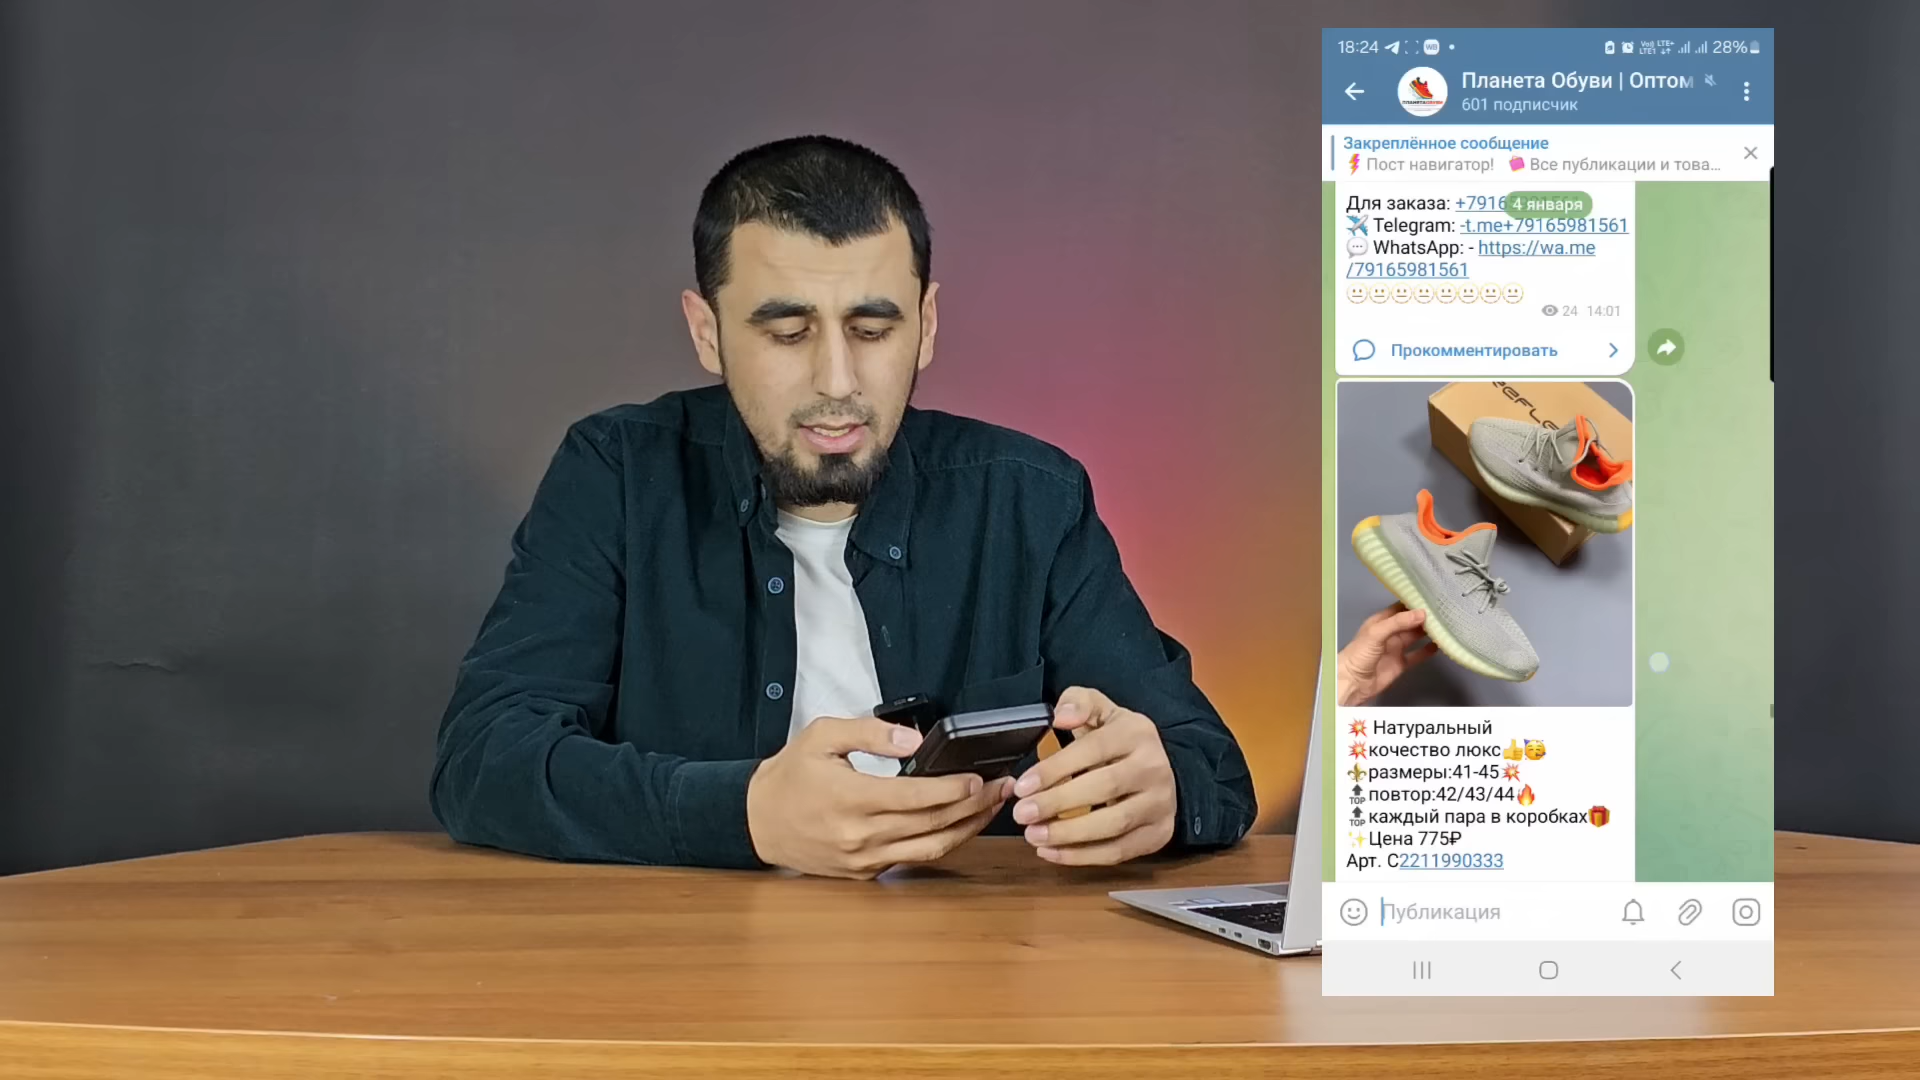 18:24
28%
Планета Обуви | Оптом
601 подписчик
Закреплённое сообщение
Пост навигатор! Все публикации и това...
4 января
Для заказа: +7916
Telegram: -t.me+79165981561
WhatsApp: - https://wa.me
/79165981561
24 14:01
Прокомментировать
Натуральный
кочество люкс
размеры:41-45
повтор:42/43/44
каждый пара в коробках
Цена 775₽
Арт. С2211990333
Публикация